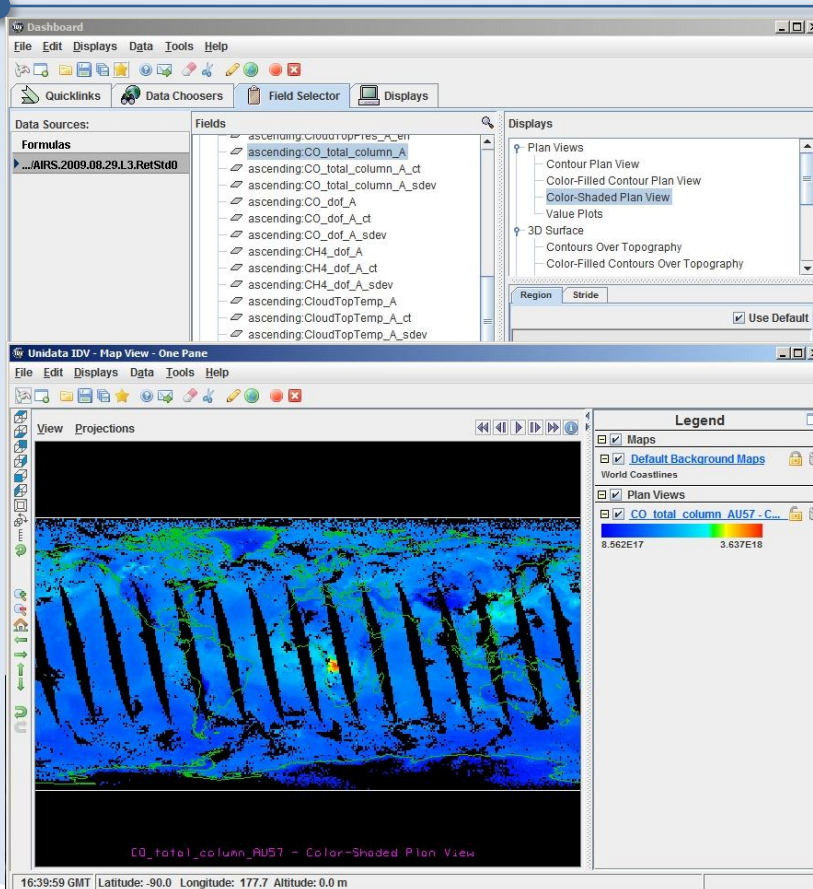 Dashboard
File Edit Displays Data Tools Help
Quicklinks Data Choosers Field Selector Displays
Data Sources:
Formulas
.../AIRS.2009.08.29.L3.RetStd0
Fields
ascending:CloudTopPres_A_err
ascending:CO_total_column_A
ascending:CO_total_column_A_ct
ascending:CO_total_column_A_sdev
ascending:CO_dof_A
ascending:CO_dof_A_ct
ascending:CO_dof_A_sdev
ascending:CH4_dof_A
ascending:CH4_dof_A_ct
ascending:CH4_dof_A_sdev
ascending:CloudTopTemp_A
ascending:CloudTopTemp_A_ct
ascending:CloudTopTemp_A_sdev
Displays
Plan Views
Contour Plan View
Color-Filled Contour Plan View
Color-Shaded Plan View
Value Plots
3D Surface
Contours Over Topography
Color-Filled Contours Over Topography
Region Stride
Use Default
Unidata IDV - Map View - One Pane
File Edit Displays Data Tools Help
View Projections
CO_total_column_AU57 - Color-Shaded Plan View
Legend
Maps
Default Background Maps
World Coastlines
Plan Views
CO_total_column_AU57 - C...
8.562E17 3.637E18
16:39:59 GMT Latitude: -90.0 Longitude: 177.7 Altitude: 0.0 m